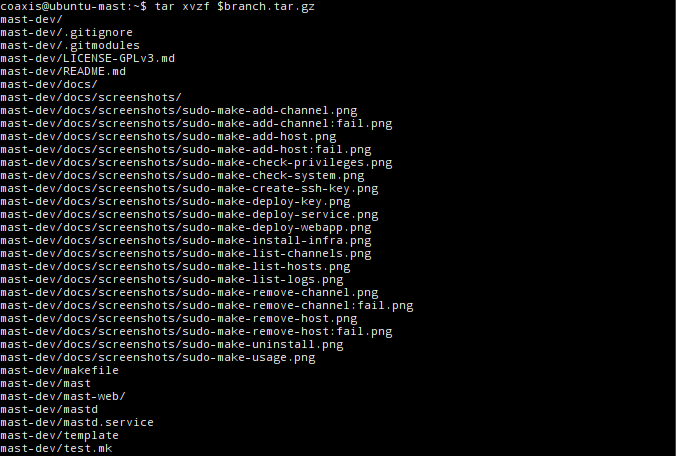 coaxis@ubuntu-mast:~$ tar xvzf $branch.tar.gz
mast-dev/
mast-dev/.gitignore
mast-dev/.gitmodules
mast-dev/LICENSE-GPLv3.md
mast-dev/README.md
mast-dev/docs/
mast-dev/docs/screenshots/
mast-dev/docs/screenshots/sudo-make-add-channel.png
mast-dev/docs/screenshots/sudo-make-add-channel:fail.png
mast-dev/docs/screenshots/sudo-make-add-host.png
mast-dev/docs/screenshots/sudo-make-add-host:fail.png
mast-dev/docs/screenshots/sudo-make-check-privileges.png
mast-dev/docs/screenshots/sudo-make-check-system.png
mast-dev/docs/screenshots/sudo-make-create-ssh-key.png
mast-dev/docs/screenshots/sudo-make-deploy-key.png
mast-dev/docs/screenshots/sudo-make-deploy-service.png
mast-dev/docs/screenshots/sudo-make-deploy-webapp.png
mast-dev/docs/screenshots/sudo-make-install-infra.png
mast-dev/docs/screenshots/sudo-make-list-channels.png
mast-dev/docs/screenshots/sudo-make-list-hosts.png
mast-dev/docs/screenshots/sudo-make-list-logs.png
mast-dev/docs/screenshots/sudo-make-remove-channel.png
mast-dev/docs/screenshots/sudo-make-remove-channel:fail.png
mast-dev/docs/screenshots/sudo-make-remove-host.png
mast-dev/docs/screenshots/sudo-make-remove-host:fail.png
mast-dev/docs/screenshots/sudo-make-uninstall.png
mast-dev/docs/screenshots/sudo-make-usage.png
mast-dev/makefile
mast-dev/mast
mast-dev/mast-web/
mast-dev/mastd
mast-dev/mastd.service
mast-dev/template
mast-dev/test.mk